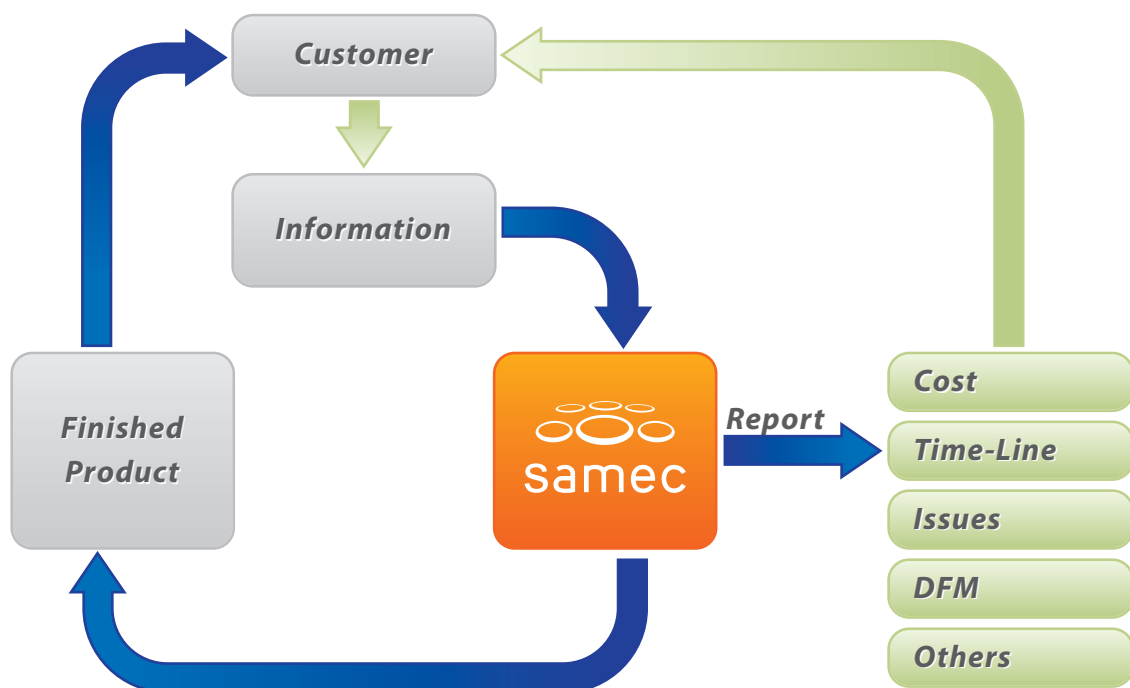 Customer
Information
Finished
Product
samec
Report
Cost
Time-Line
Issues
DFM
Others